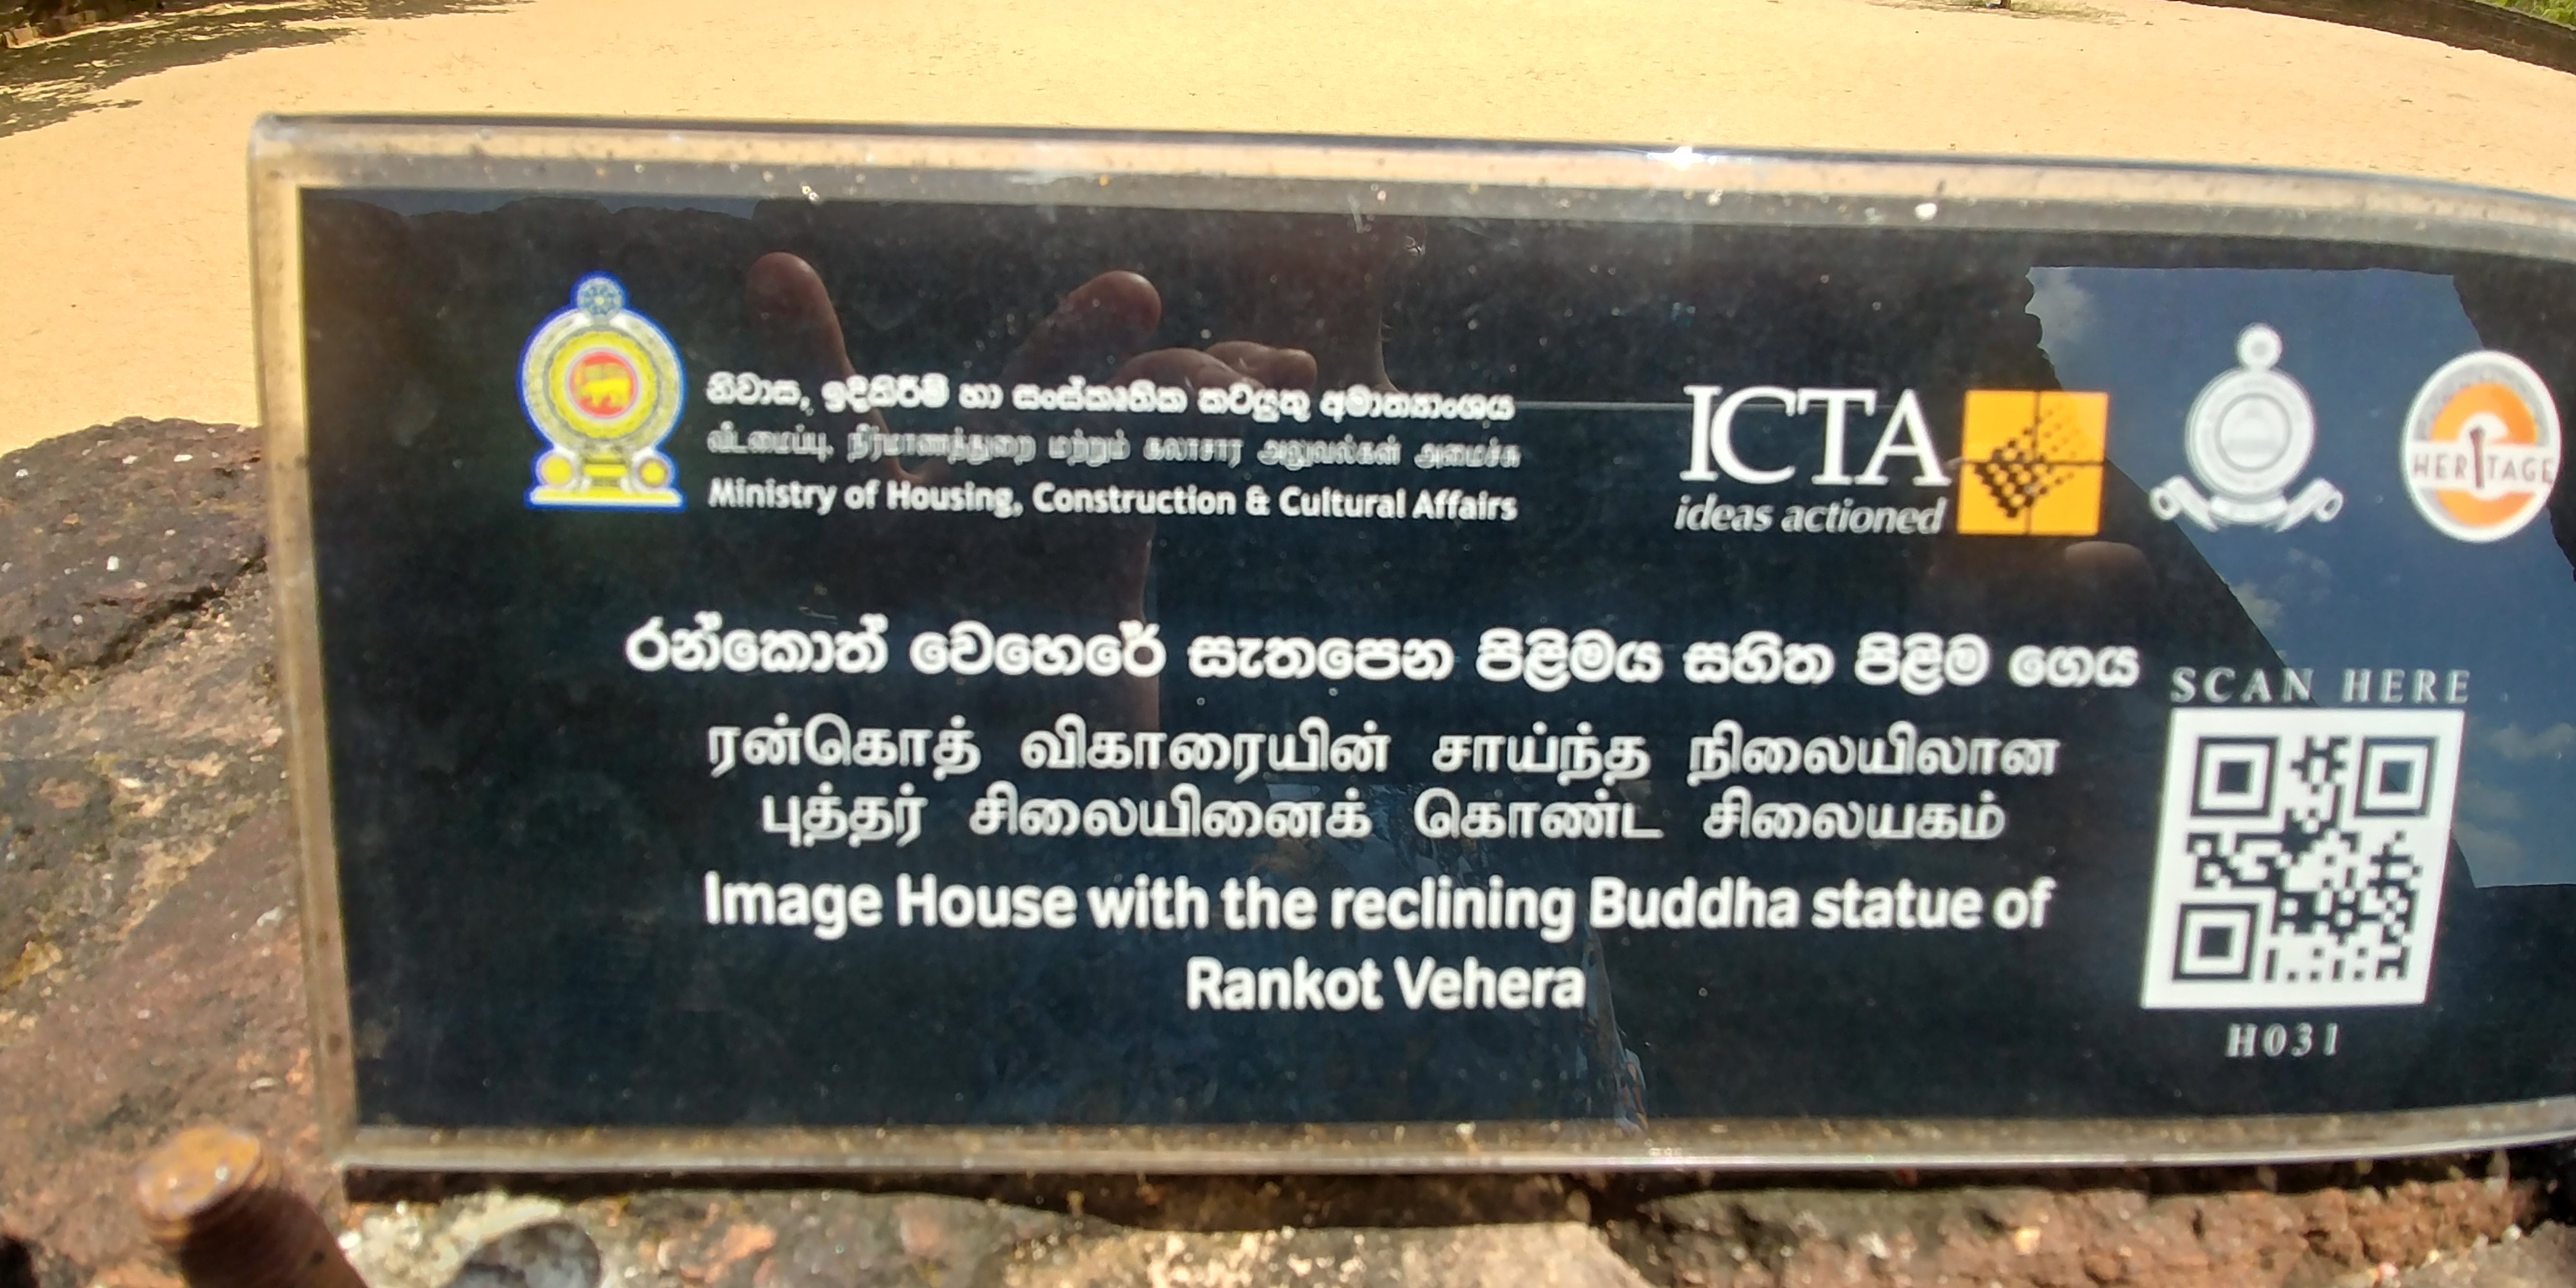 නිවාස, ඉදිකිරීම් හා සංස්කෘතික කටයුතු අමාත්‍යාංශය
வீடமைப்பு, நிர்மாணத்துறை மற்றும் கலாசார அலுவல்கள் அமைச்சு
Ministry of Housing, Construction & Cultural Affairs
ICTA
ideas actioned
HERITAGE
රන්කොත් වෙහෙරේ සැතපෙන පිළිමය සහිත පිළිම ගෙය
ரன்கொத் விகாரையின் சாய்ந்த நிலையிலான
புத்தர் சிலையினைக் கொண்ட சிலையகம்
Image House with the reclining Buddha statue of
Rankot Vehera
SCAN HERE
H031